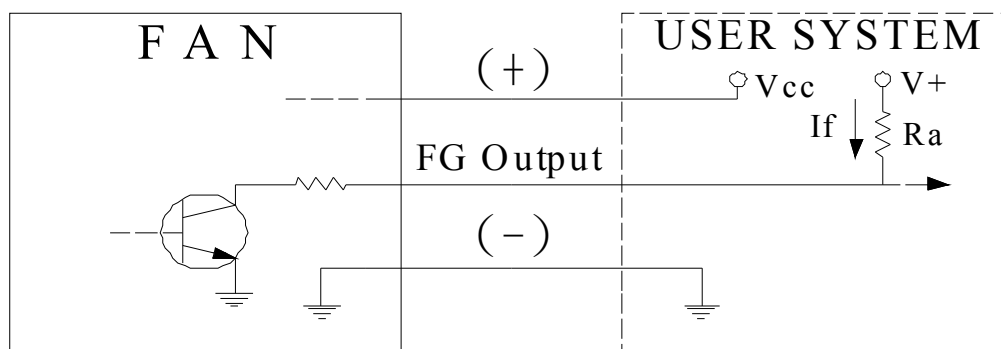 F A N
USER SYSTEM
(+)
Vcc
V+
If
Ra
FG Output
(-)